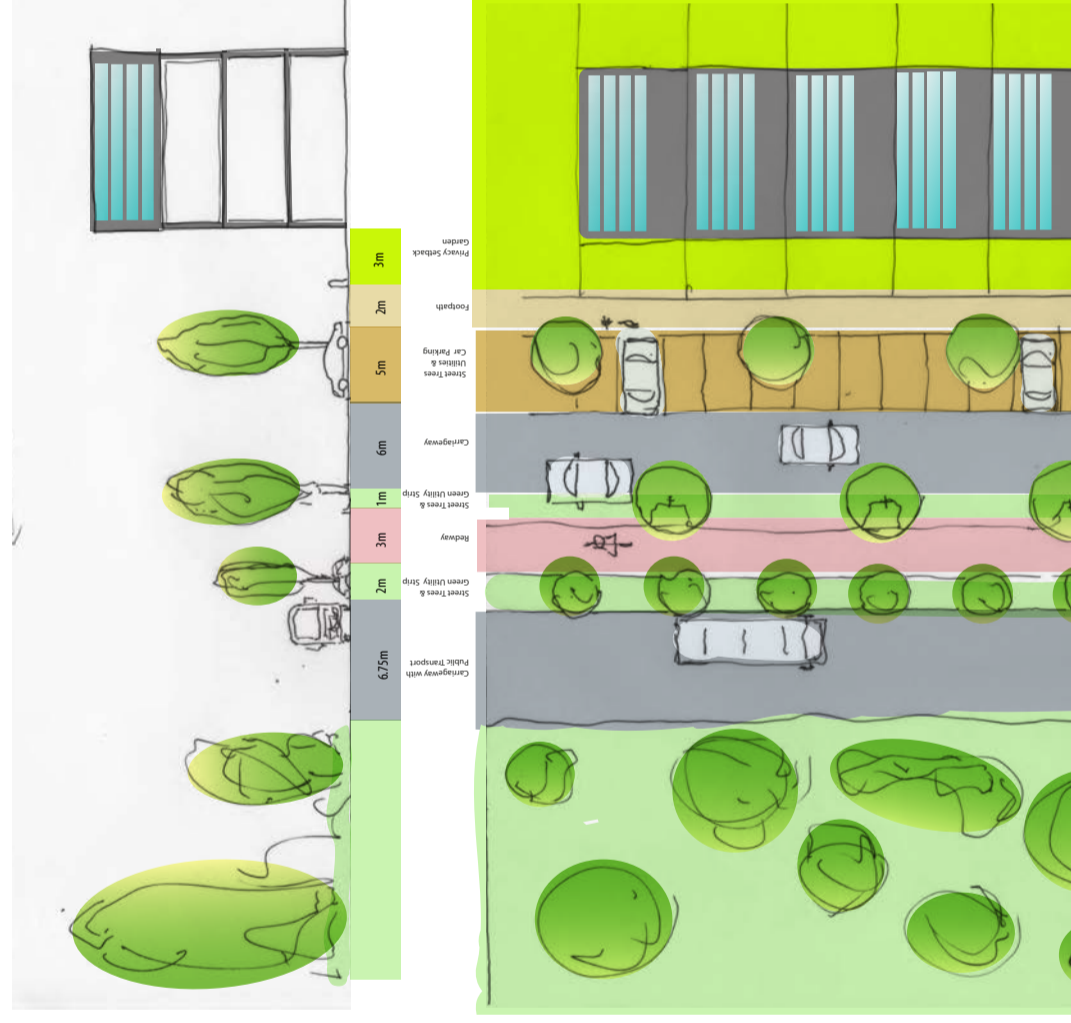 3m
Privacy Setback
Garden
2m
Footpath
5m
Street Trees
Utilities &
Car Parking
6m
Carriageway
1m
Street Trees &
Green Utility Strip
3m
Redway
2m
Street Trees &
Green Utility Strip
6.75m
Carriageway with
Public Transport